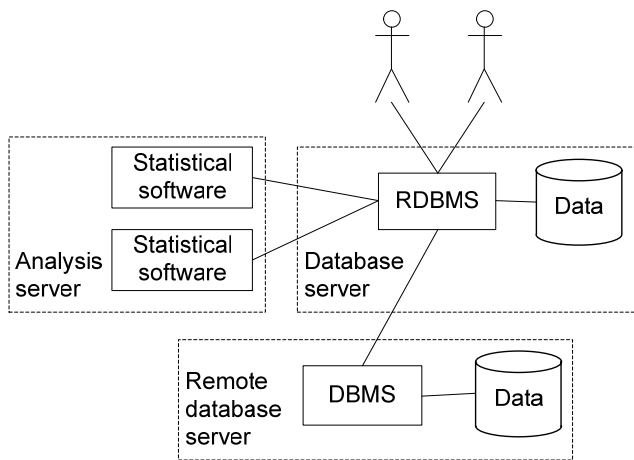 Statistical
software
Statistical
software
Analysis
server
RDBMS
Data
Database
server
Remote
database
server
DBMS
Data